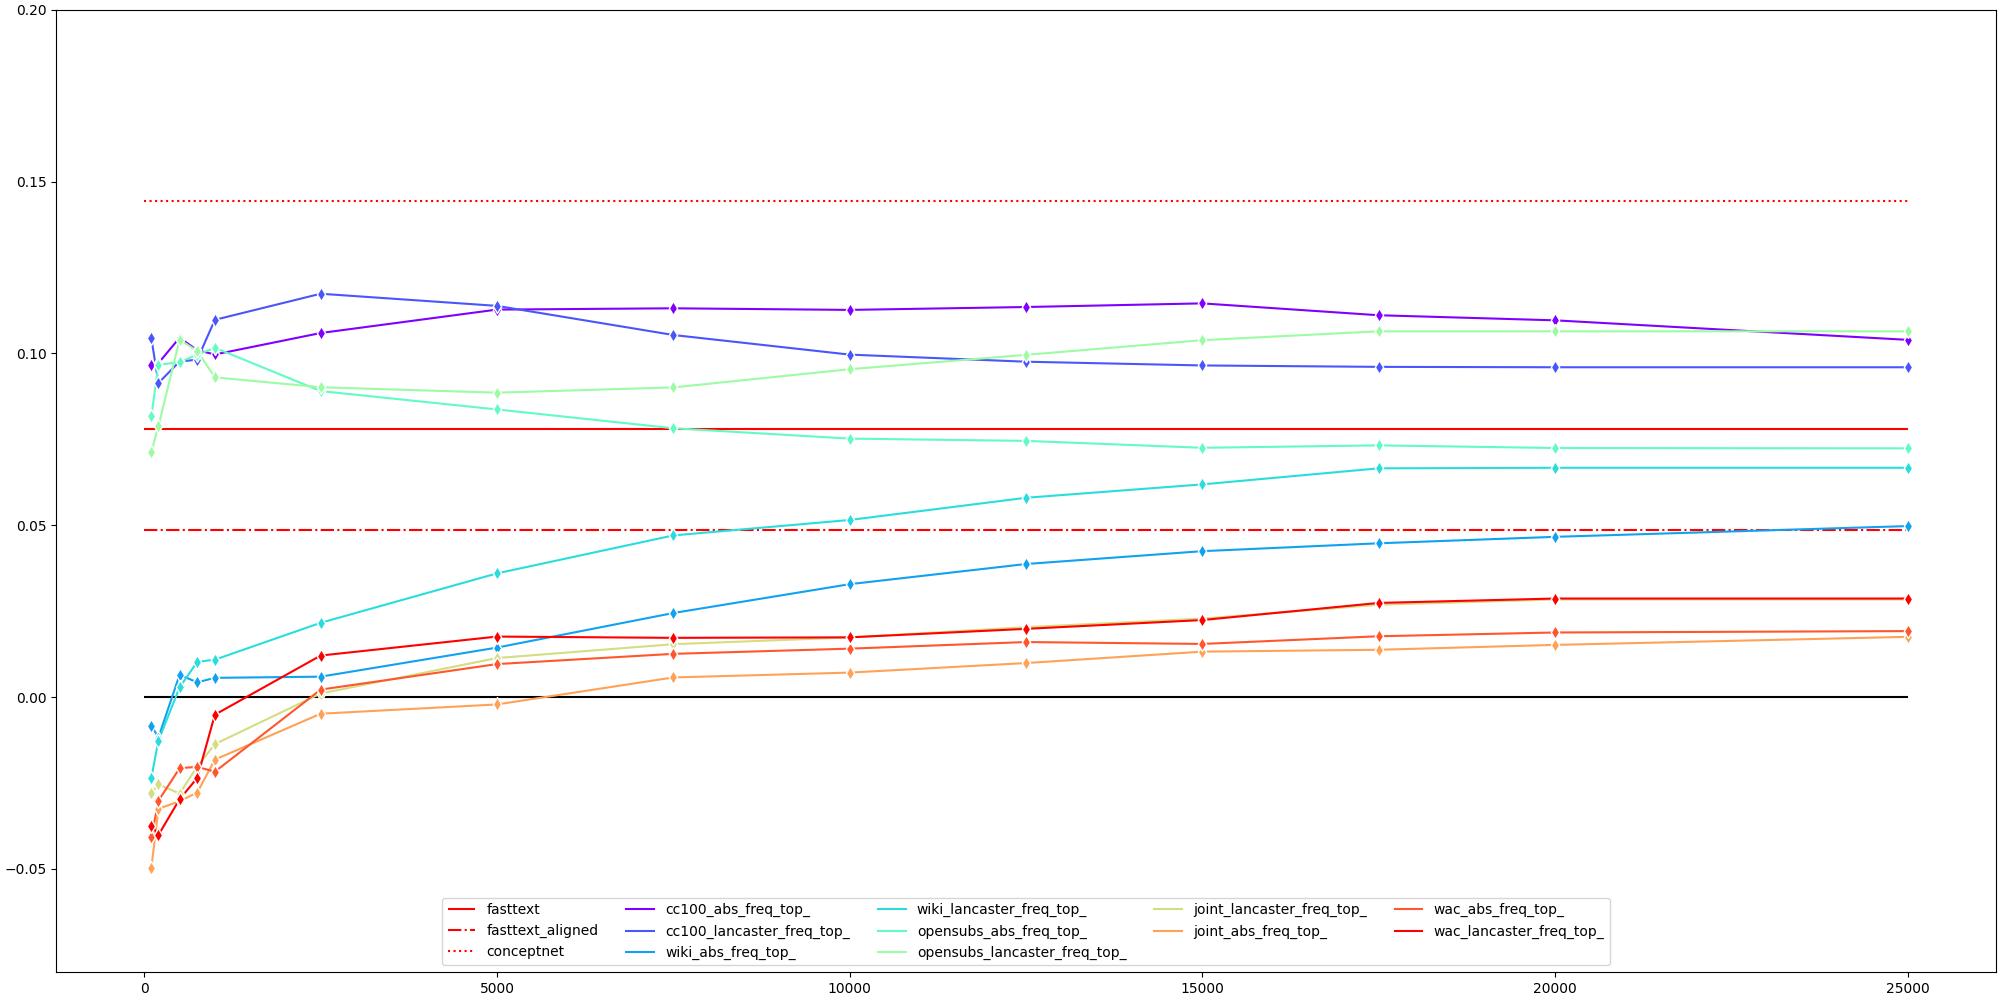 0.20
0.15
0.10
0.05
0.00
−0.05
fasttext
fasttext_aligned
conceptnet
cc100_abs_freq_top_
cc100_lancaster_freq_top_
wiki_abs_freq_top_
wiki_lancaster_freq_top_
opensubs_abs_freq_top_
opensubs_lancaster_freq_top_
joint_lancaster_freq_top_
joint_abs_freq_top_
wac_abs_freq_top_
wac_lancaster_freq_top_
0 5000 10000 15000 20000 25000